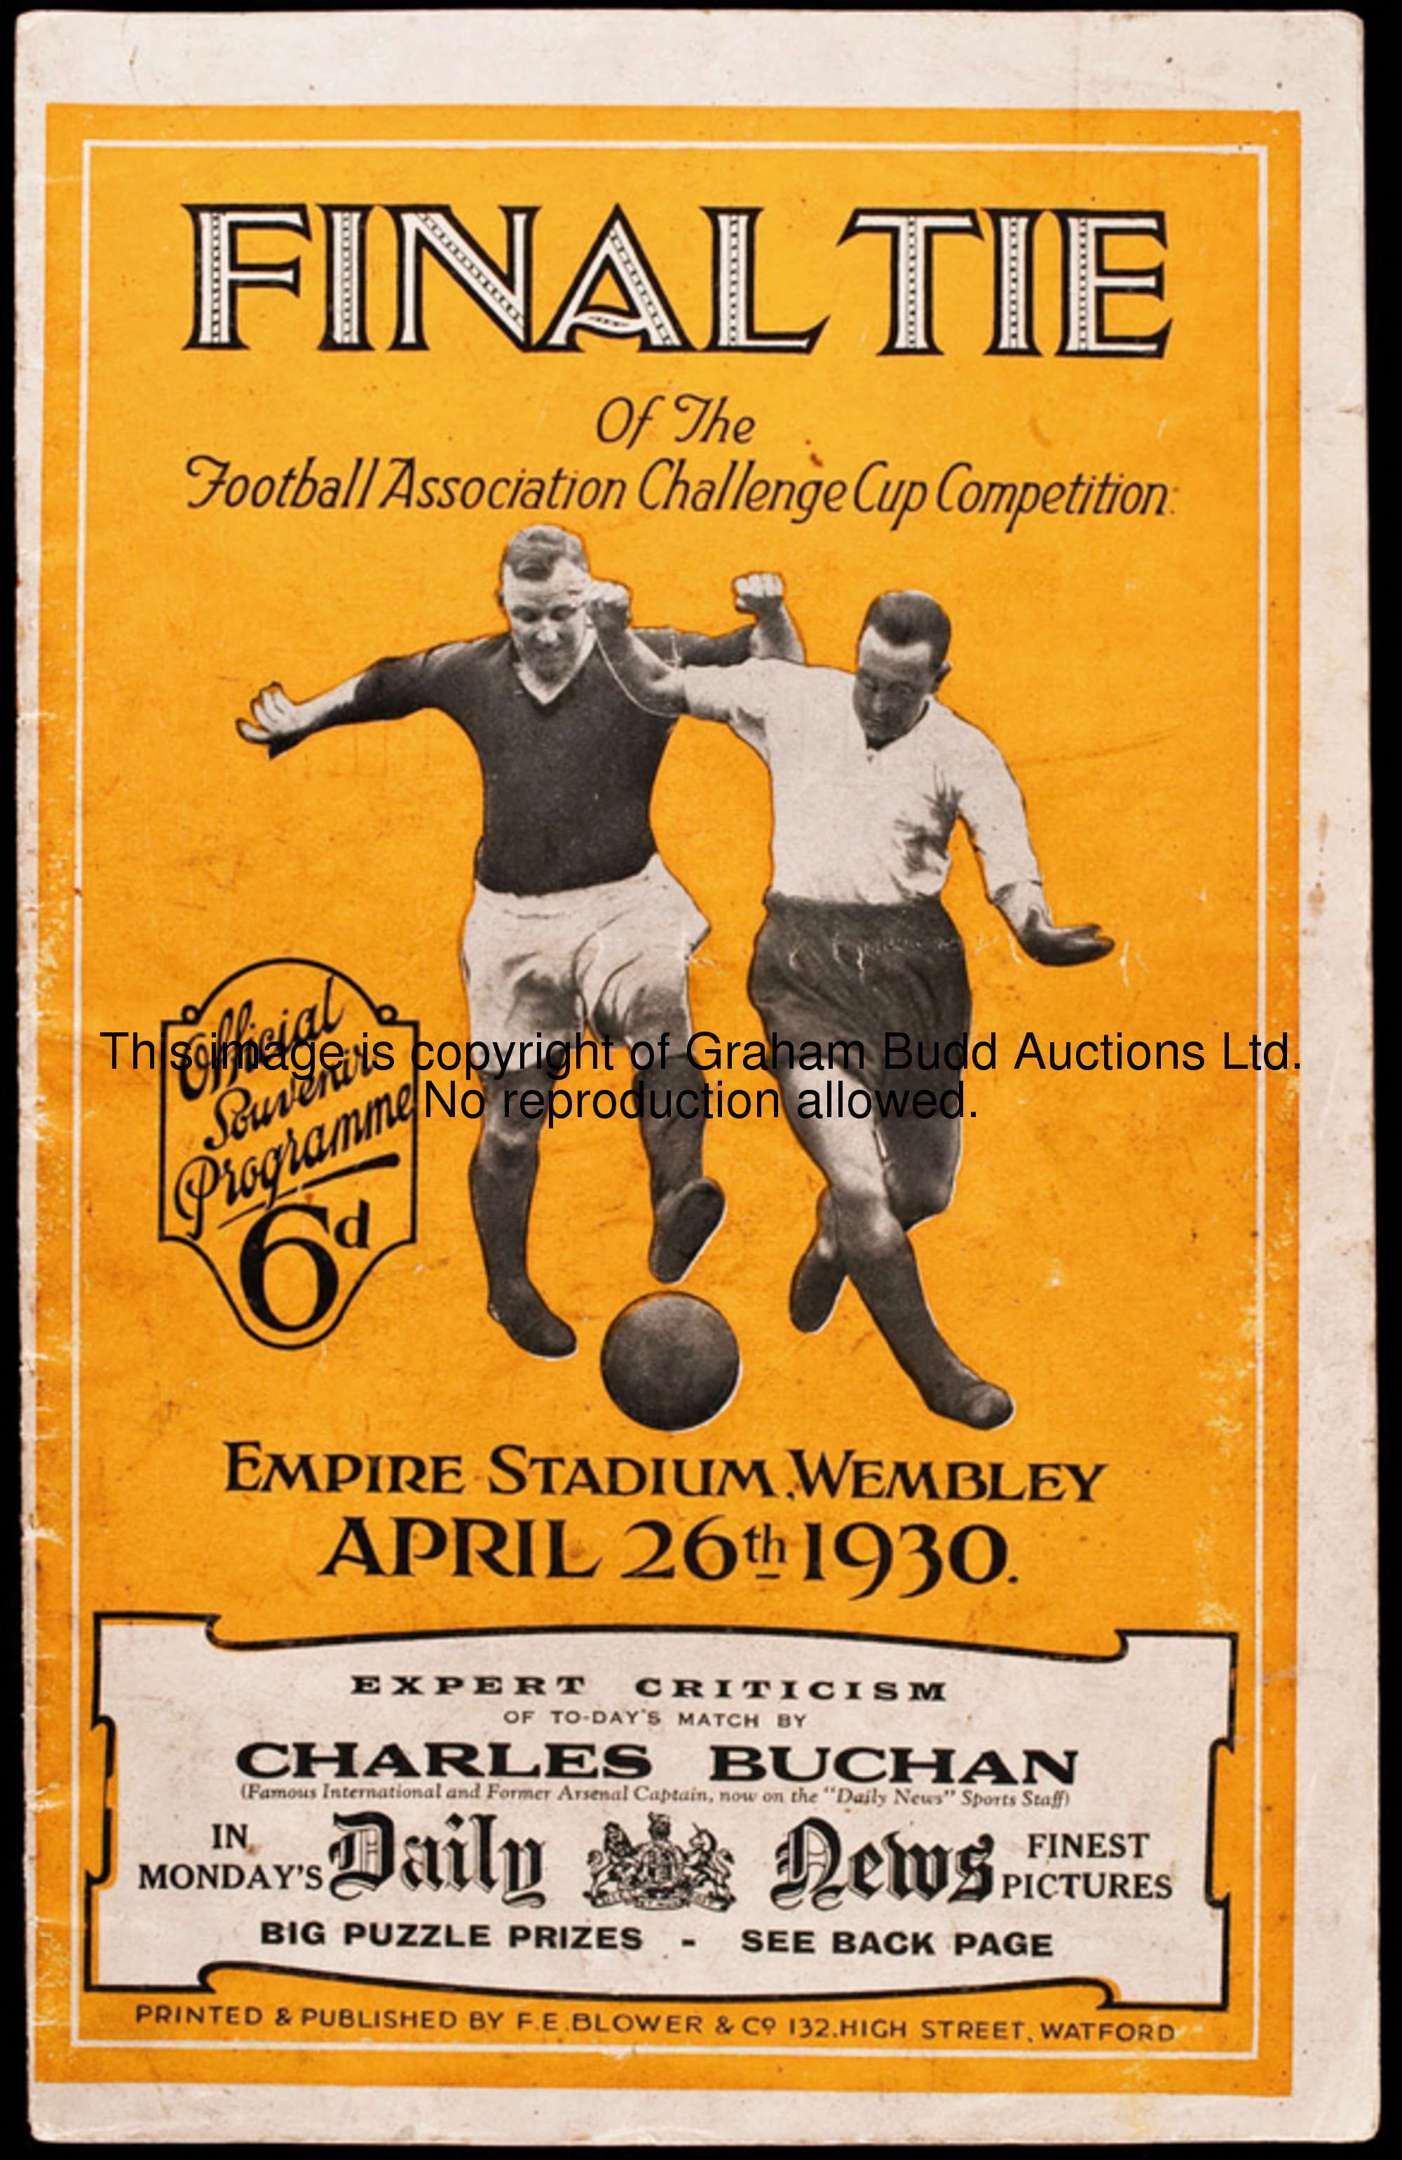 FINAL TIE
Of The
Football Association Challenge Cup Competition.
Official
Souvenir
Programme
6d
This image is copyright of Graham Budd Auctions Ltd.
No reproduction allowed.
EMPIRE STADIUM, WEMBLEY
APRIL 26th 1930.
EXPERT CRITICISM
OF TO-DAY'S MATCH BY
CHARLES BUCHAN
(Famous International and Former Arsenal Captain, now on the "Daily News" Sports Staff)
IN MONDAY'S Daily News FINEST PICTURES
BIG PUZZLE PRIZES - SEE BACK PAGE
PRINTED & PUBLISHED BY F.E.BLOWER & Co 132.HIGH STREET, WATFORD